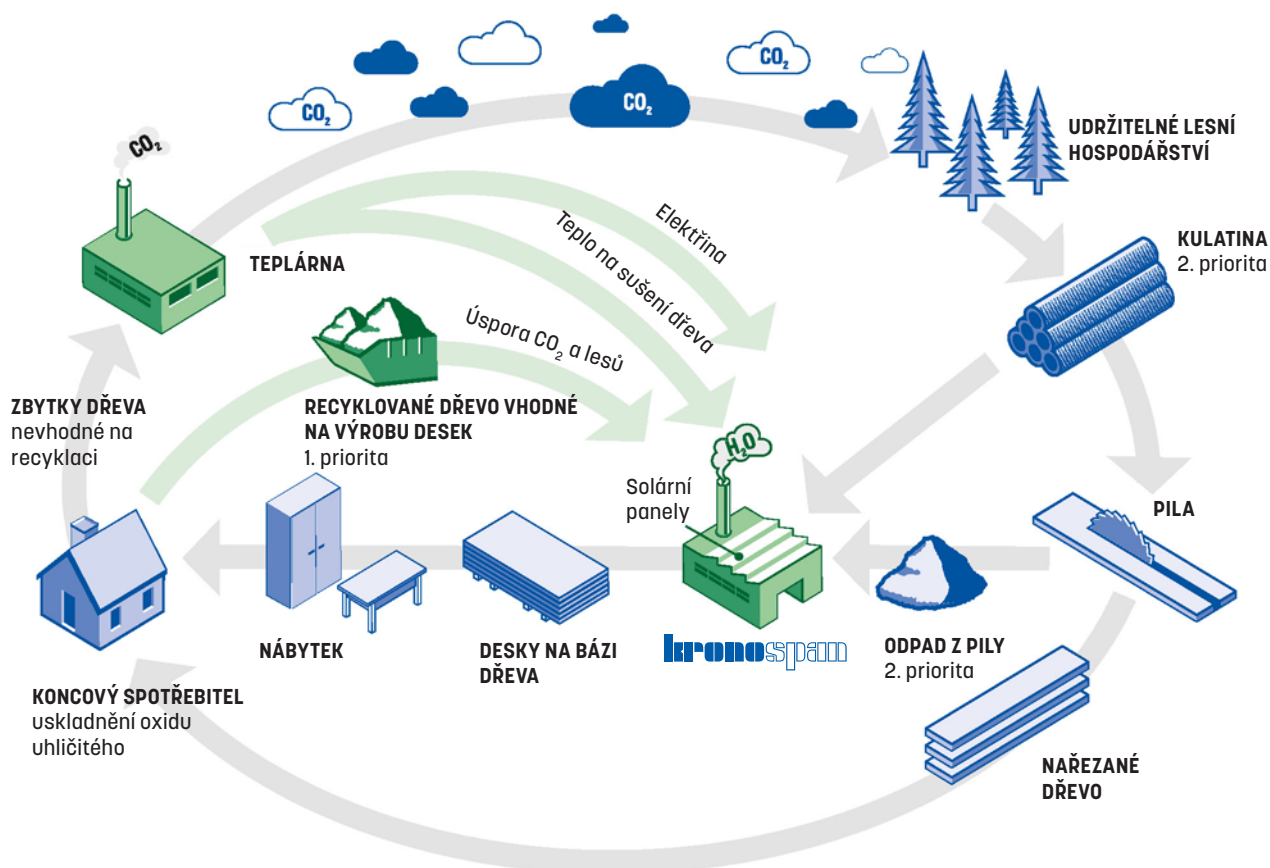 CO₂
CO₂
CO₂
CO₂
UDRŽITELNÉ LESNÍ
HOSPODÁŘSTVÍ
TEPLÁRNA
Elektřina
Teplo na sušení dřeva
Úspora CO₂ a lesů
KULATINA
2. priorita
ZBYTKY DŘEVA
nevhodné na
recyklaci
RECYKLOVANÉ DŘEVO VHODNÉ
NA VÝROBU DESEK
1. priorita
H₂O
Solární
panely
PILA
NÁBYTEK
DESKY NA BÁZI
DŘEVA
kronospan
ODPAD Z PILY
2. priorita
KONCOVÝ SPOTŘEBITEL
uskladnění oxidu
uhličitého
NAŘEZANÉ
DŘEVO